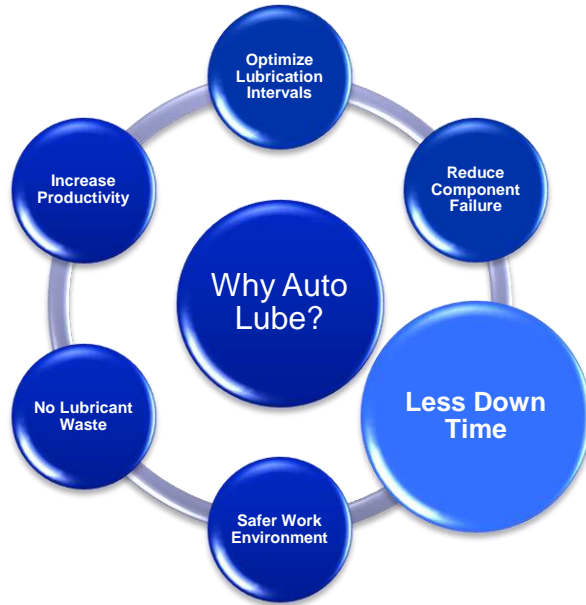 Optimize
Lubrication
Intervals
Reduce
Component
Failure
Less Down
Time
Safer Work
Environment
No Lubricant
Waste
Increase
Productivity
Why Auto
Lube?